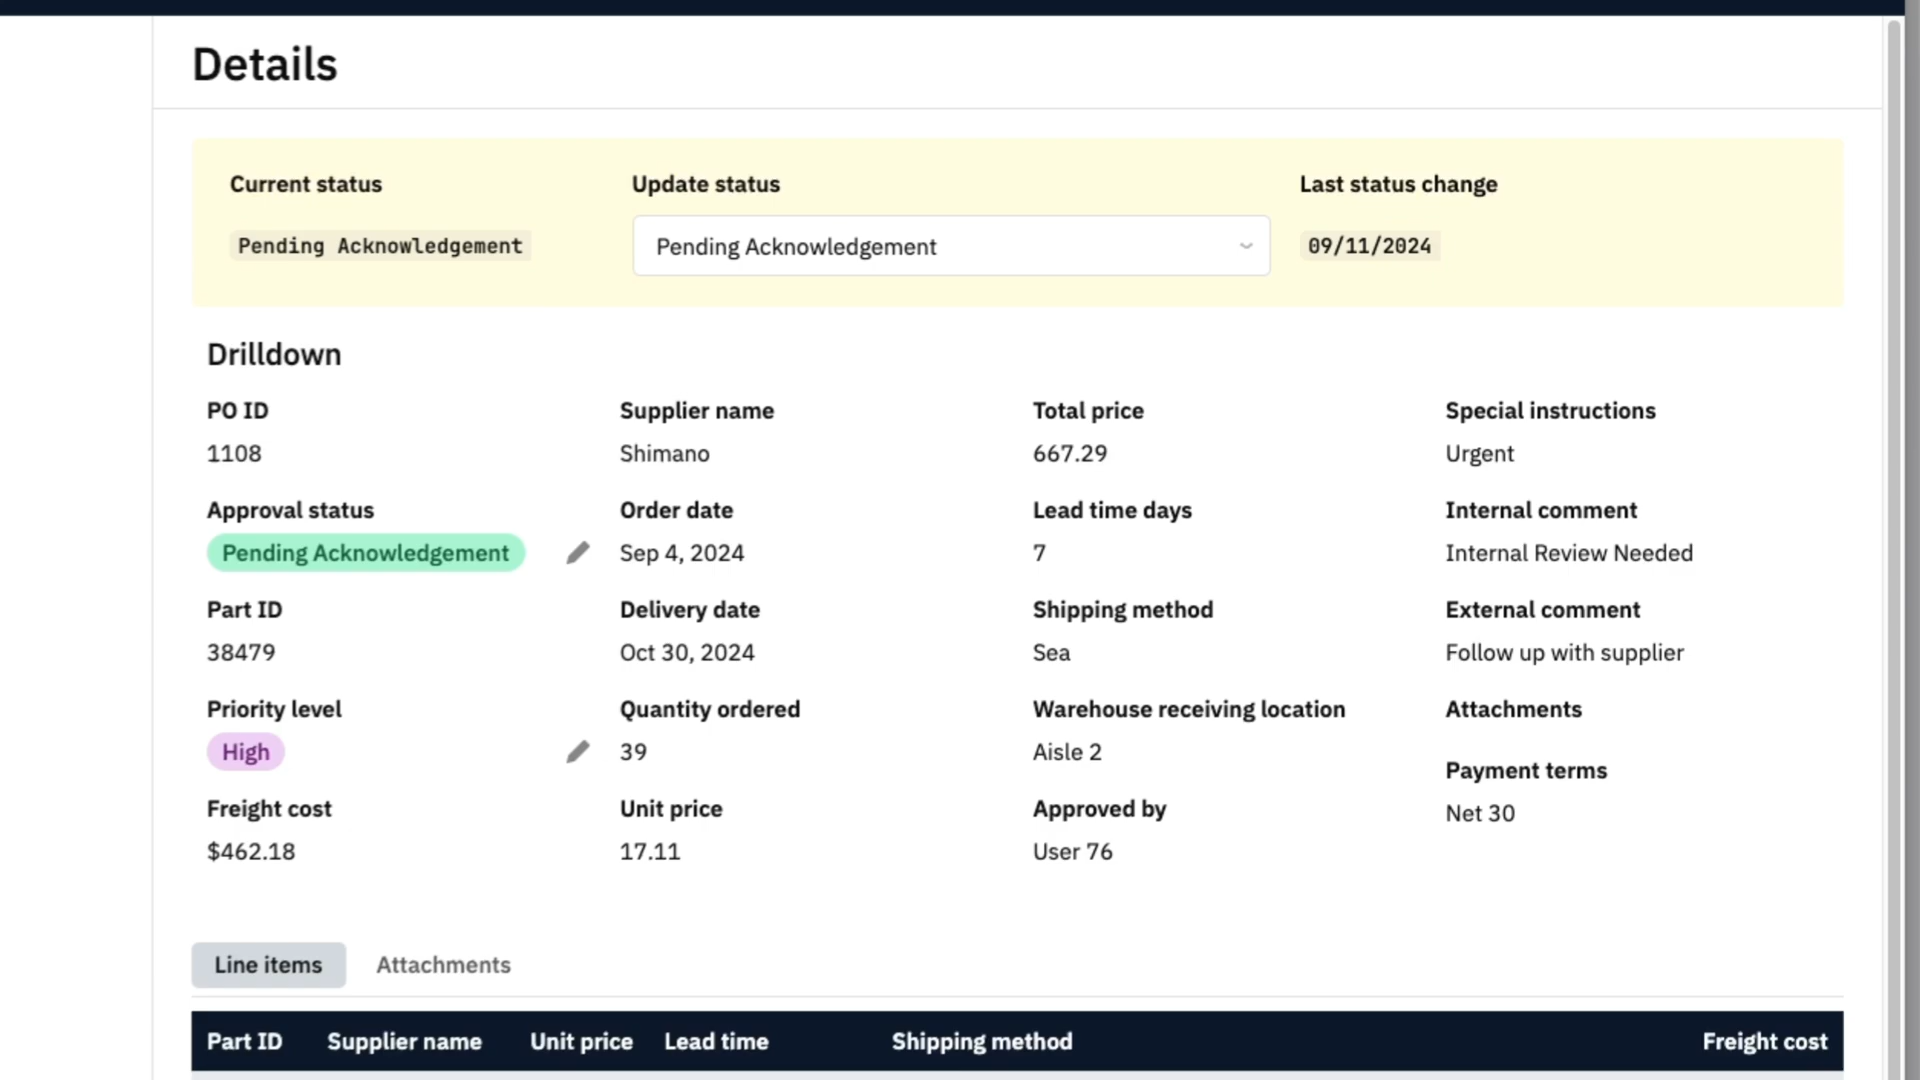 Details
Current status
Update status
Last status change
Pending Acknowledgement
Pending Acknowledgement
09/11/2024
Drilldown
PO ID
Supplier name
Total price
Special instructions
1108
Shimano
667.29
Urgent
Approval status
Order date
Lead time days
Internal comment
Pending Acknowledgement
Sep 4, 2024
7
Internal Review Needed
Part ID
Delivery date
Shipping method
External comment
38479
Oct 30, 2024
Sea
Follow up with supplier
Priority level
Quantity ordered
Warehouse receiving location
Attachments
High
39
Aisle 2
Payment terms
Freight cost
Unit price
Approved by
Net 30
$462.18
17.11
User 76
Line items
Attachments
Part ID
Supplier name
Unit price
Lead time
Shipping method
Freight cost